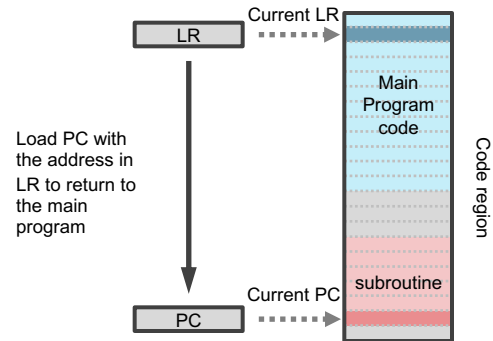 Current LR
LR
Main
Program
code
Load PC with
the address in
LR to return to
the main
program
Code region
subroutine
Current PC
PC